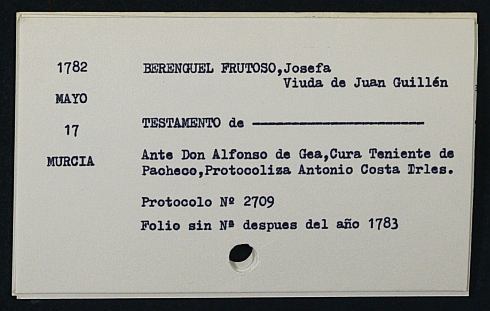 1782
MAYO
17
MURCIA
BERENGUEL FRUTOSO,Josefa
Viuda de Juan Guillén
TESTAMENTO de ————————————
Ante Don Alfonso de Gea,Cura Teniente de
Pacheco,Protocoliza Antonio Costa Irles.
Protocolo Nº 2709
Folio sin Nª despues del año 1783